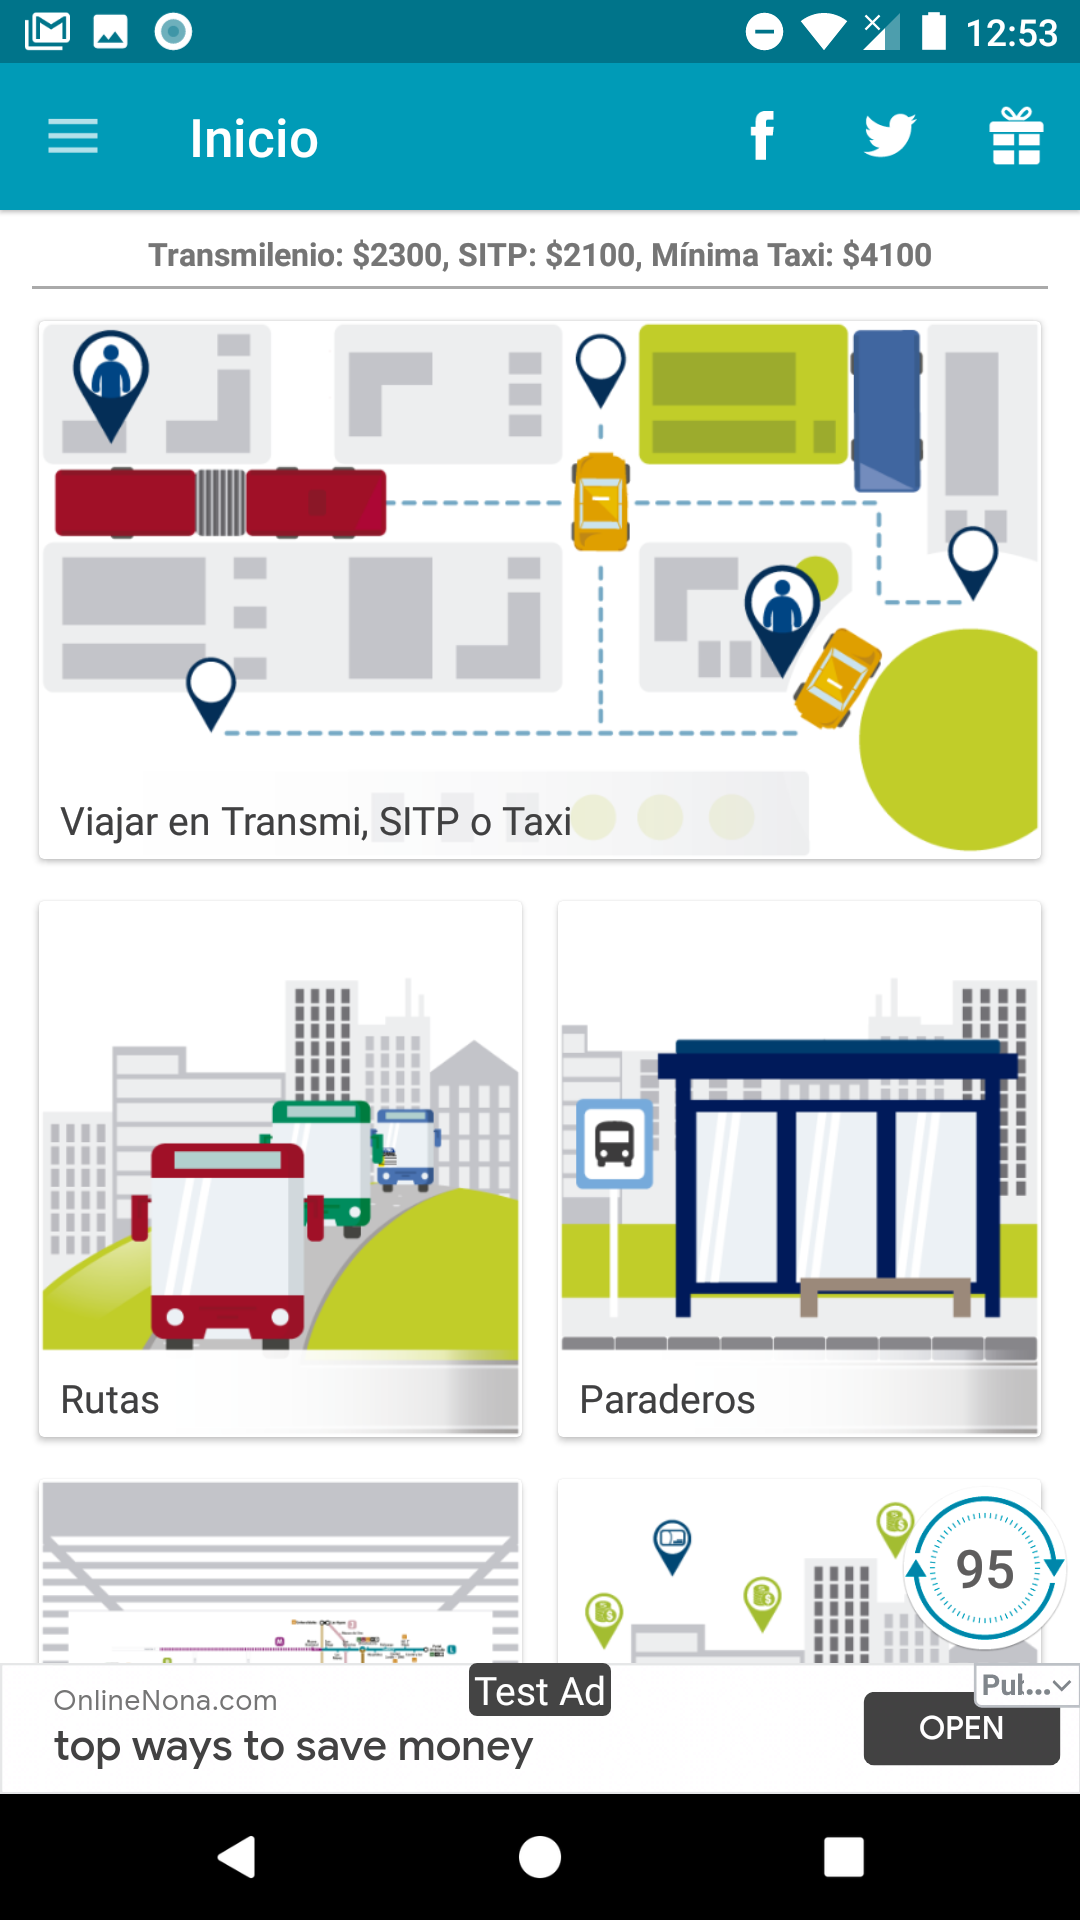 12:53
Inicio
Transmilenio: $2300, SITP: $2100, Mínima Taxi: $4100
Viajar en Transmi, SITP o Taxi
Rutas
Paraderos
95
OnlineNona.com
Test Ad
top ways to save money
OPEN